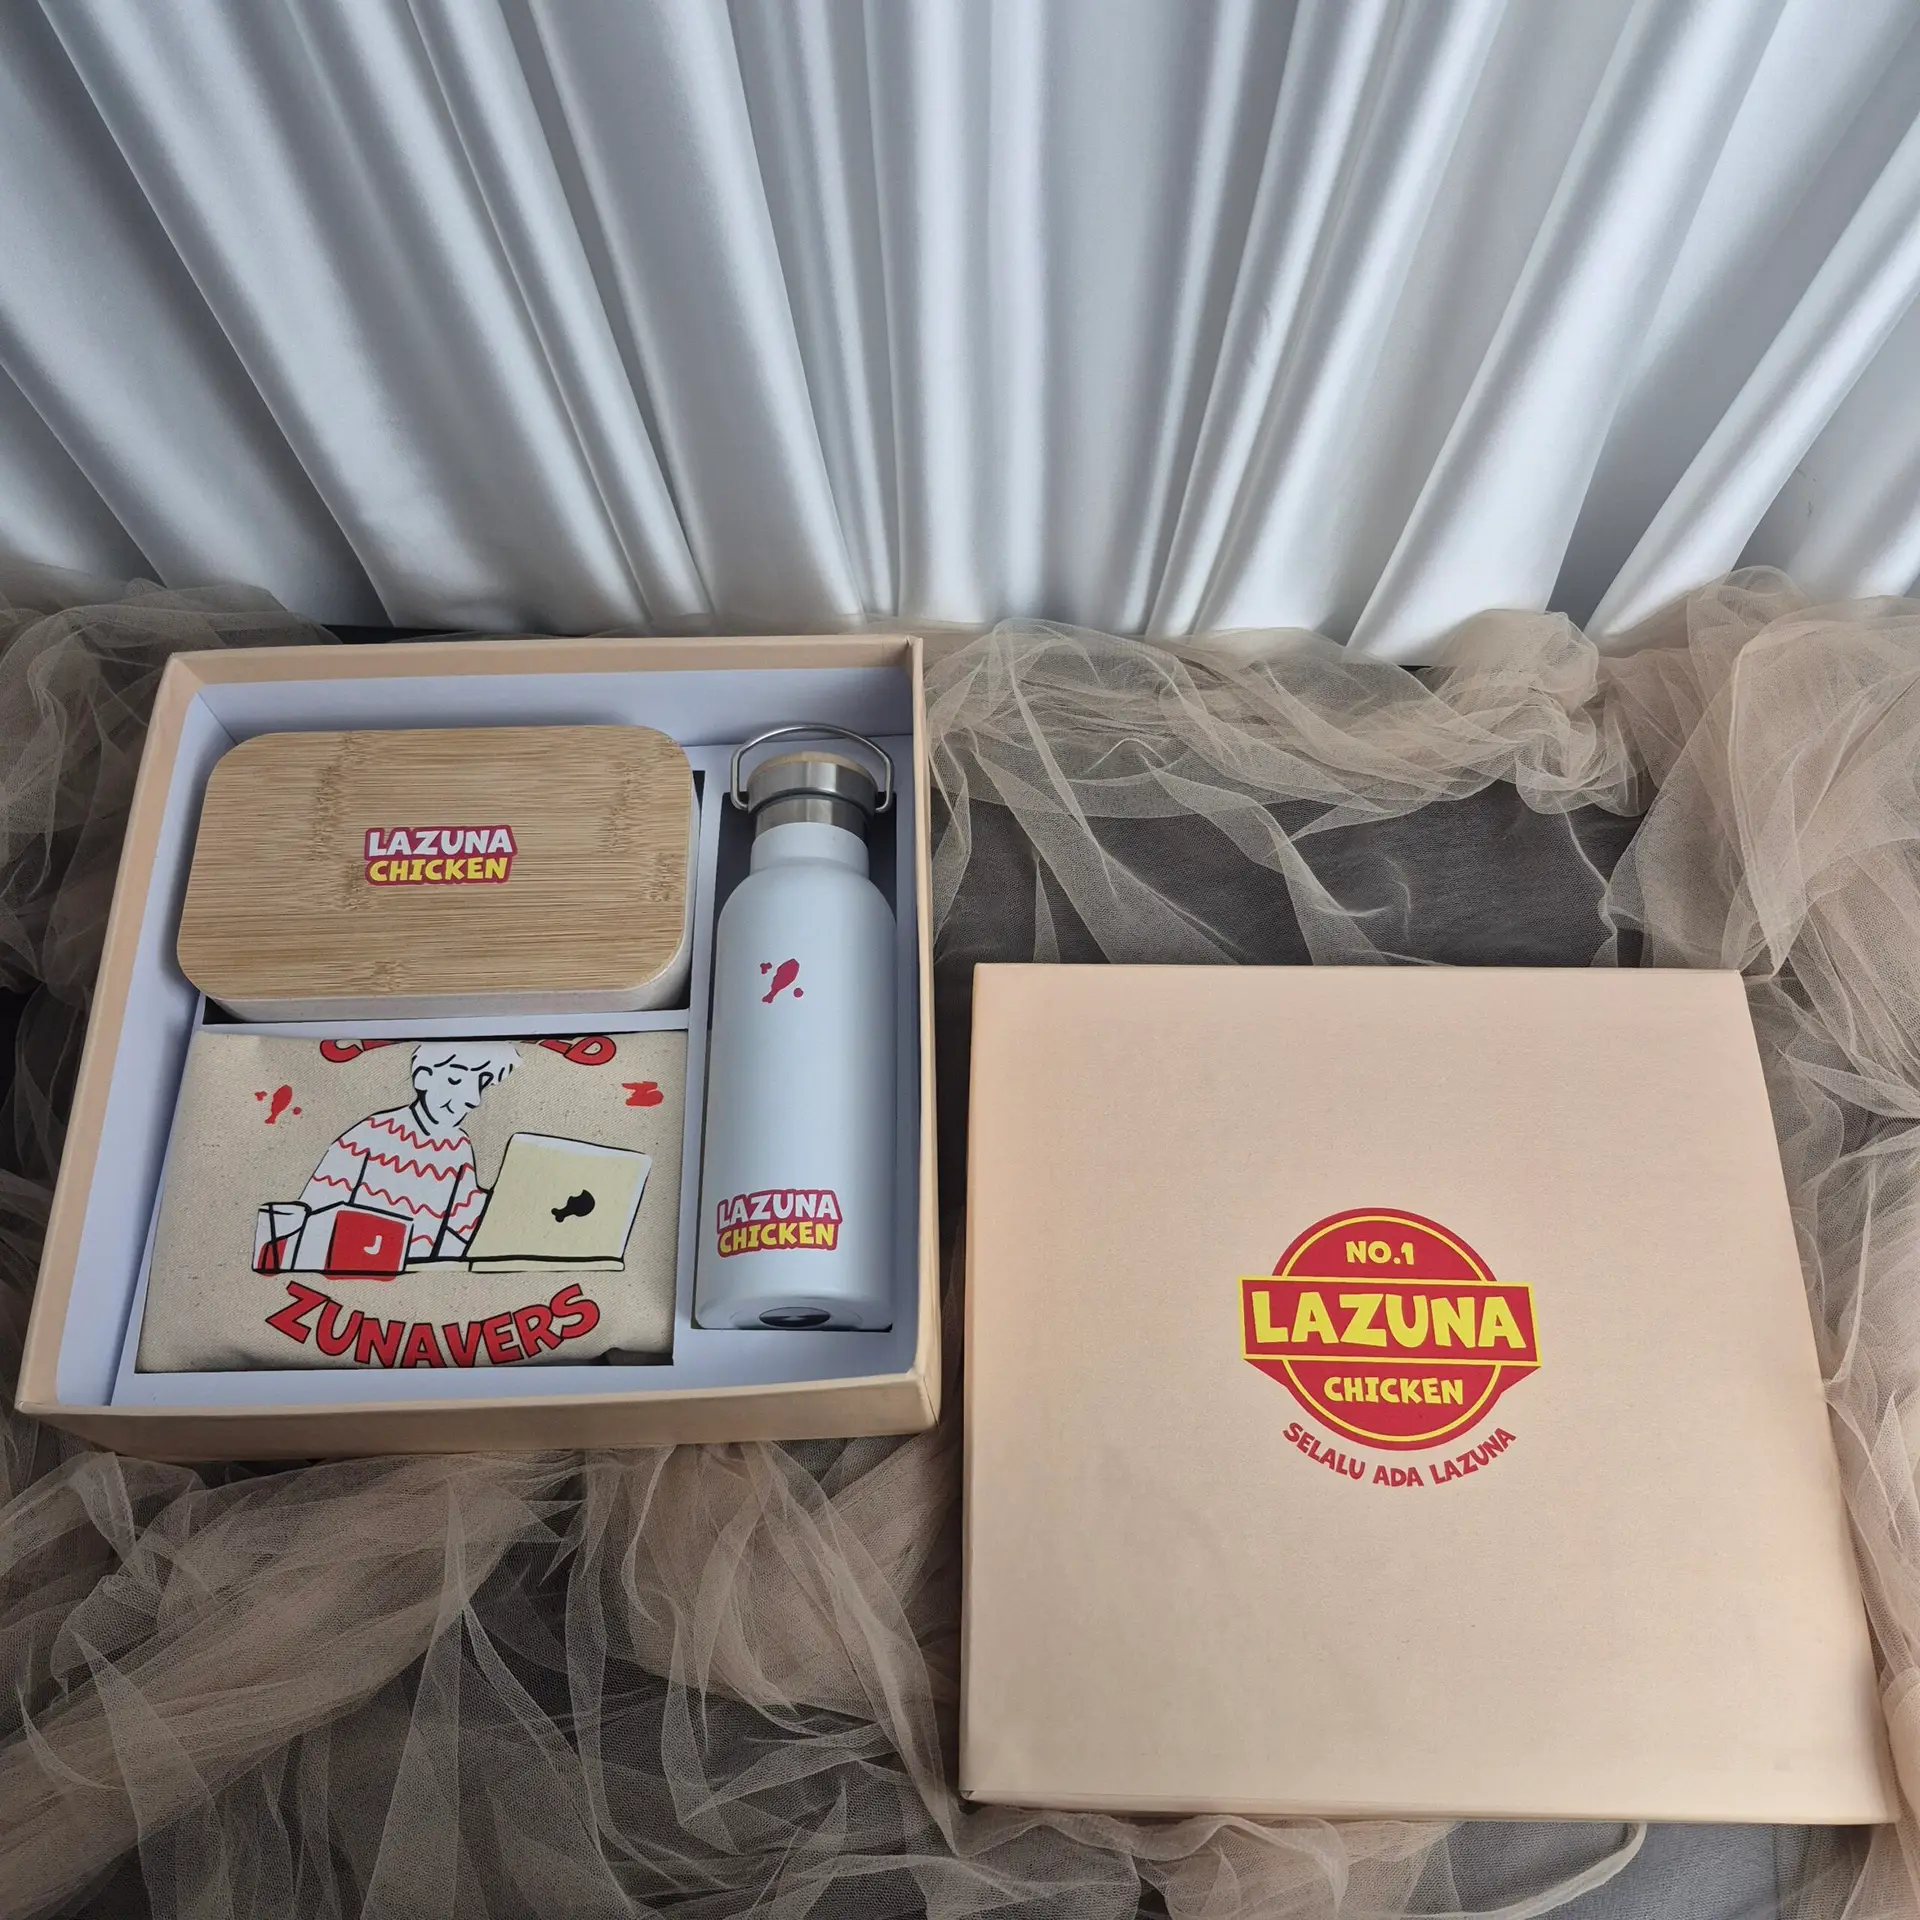 LAZUNA
CHICKEN
ZUNAVERS
LAZUNA
CHICKEN
NO.1
LAZUNA
CHICKEN
SELALU ADA LAZUNA